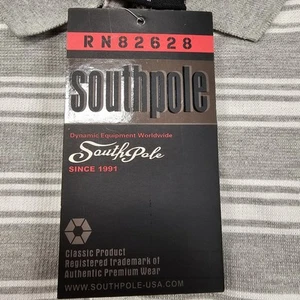 RN82628
southpole
Dynamic Equipment Worldwide
SouthPole
SINCE 1991
Classic Product
Registered trademark of
Authentic Premium Wear
WWW.SOUTHPOLE-USA.COM